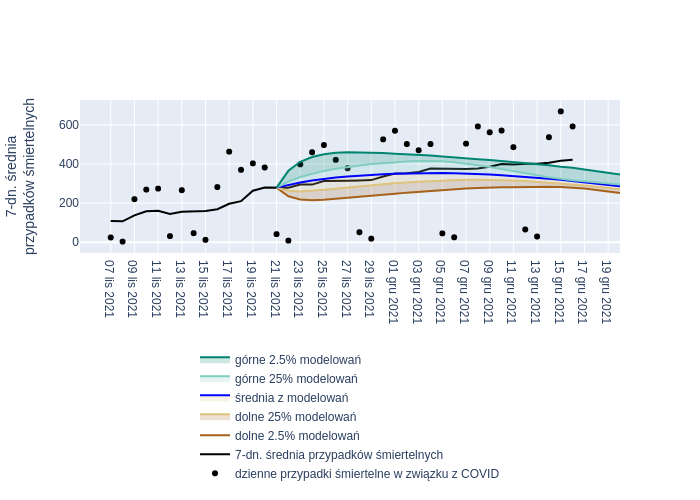 7-dn. średnia
przypadków śmiertelnych
600
400
200
0
07 lis 2021
09 lis 2021
11 lis 2021
13 lis 2021
15 lis 2021
17 lis 2021
19 lis 2021
21 lis 2021
23 lis 2021
25 lis 2021
27 lis 2021
29 lis 2021
01 gru 2021
03 gru 2021
05 gru 2021
07 gru 2021
09 gru 2021
11 gru 2021
13 gru 2021
15 gru 2021
17 gru 2021
19 gru 2021
górne 2.5% modelowań
górne 25% modelowań
średnia z modelowań
dolne 25% modelowań
dolne 2.5% modelowań
7-dn. średnia przypadków śmiertelnych
dzienne przypadki śmiertelne w związku z COVID